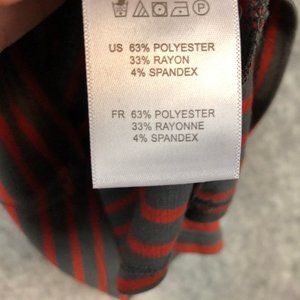 US 63% POLYESTER
33% RAYON
4% SPANDEX
FR 63% POLYESTER
33% RAYONNE
4% SPANDEX